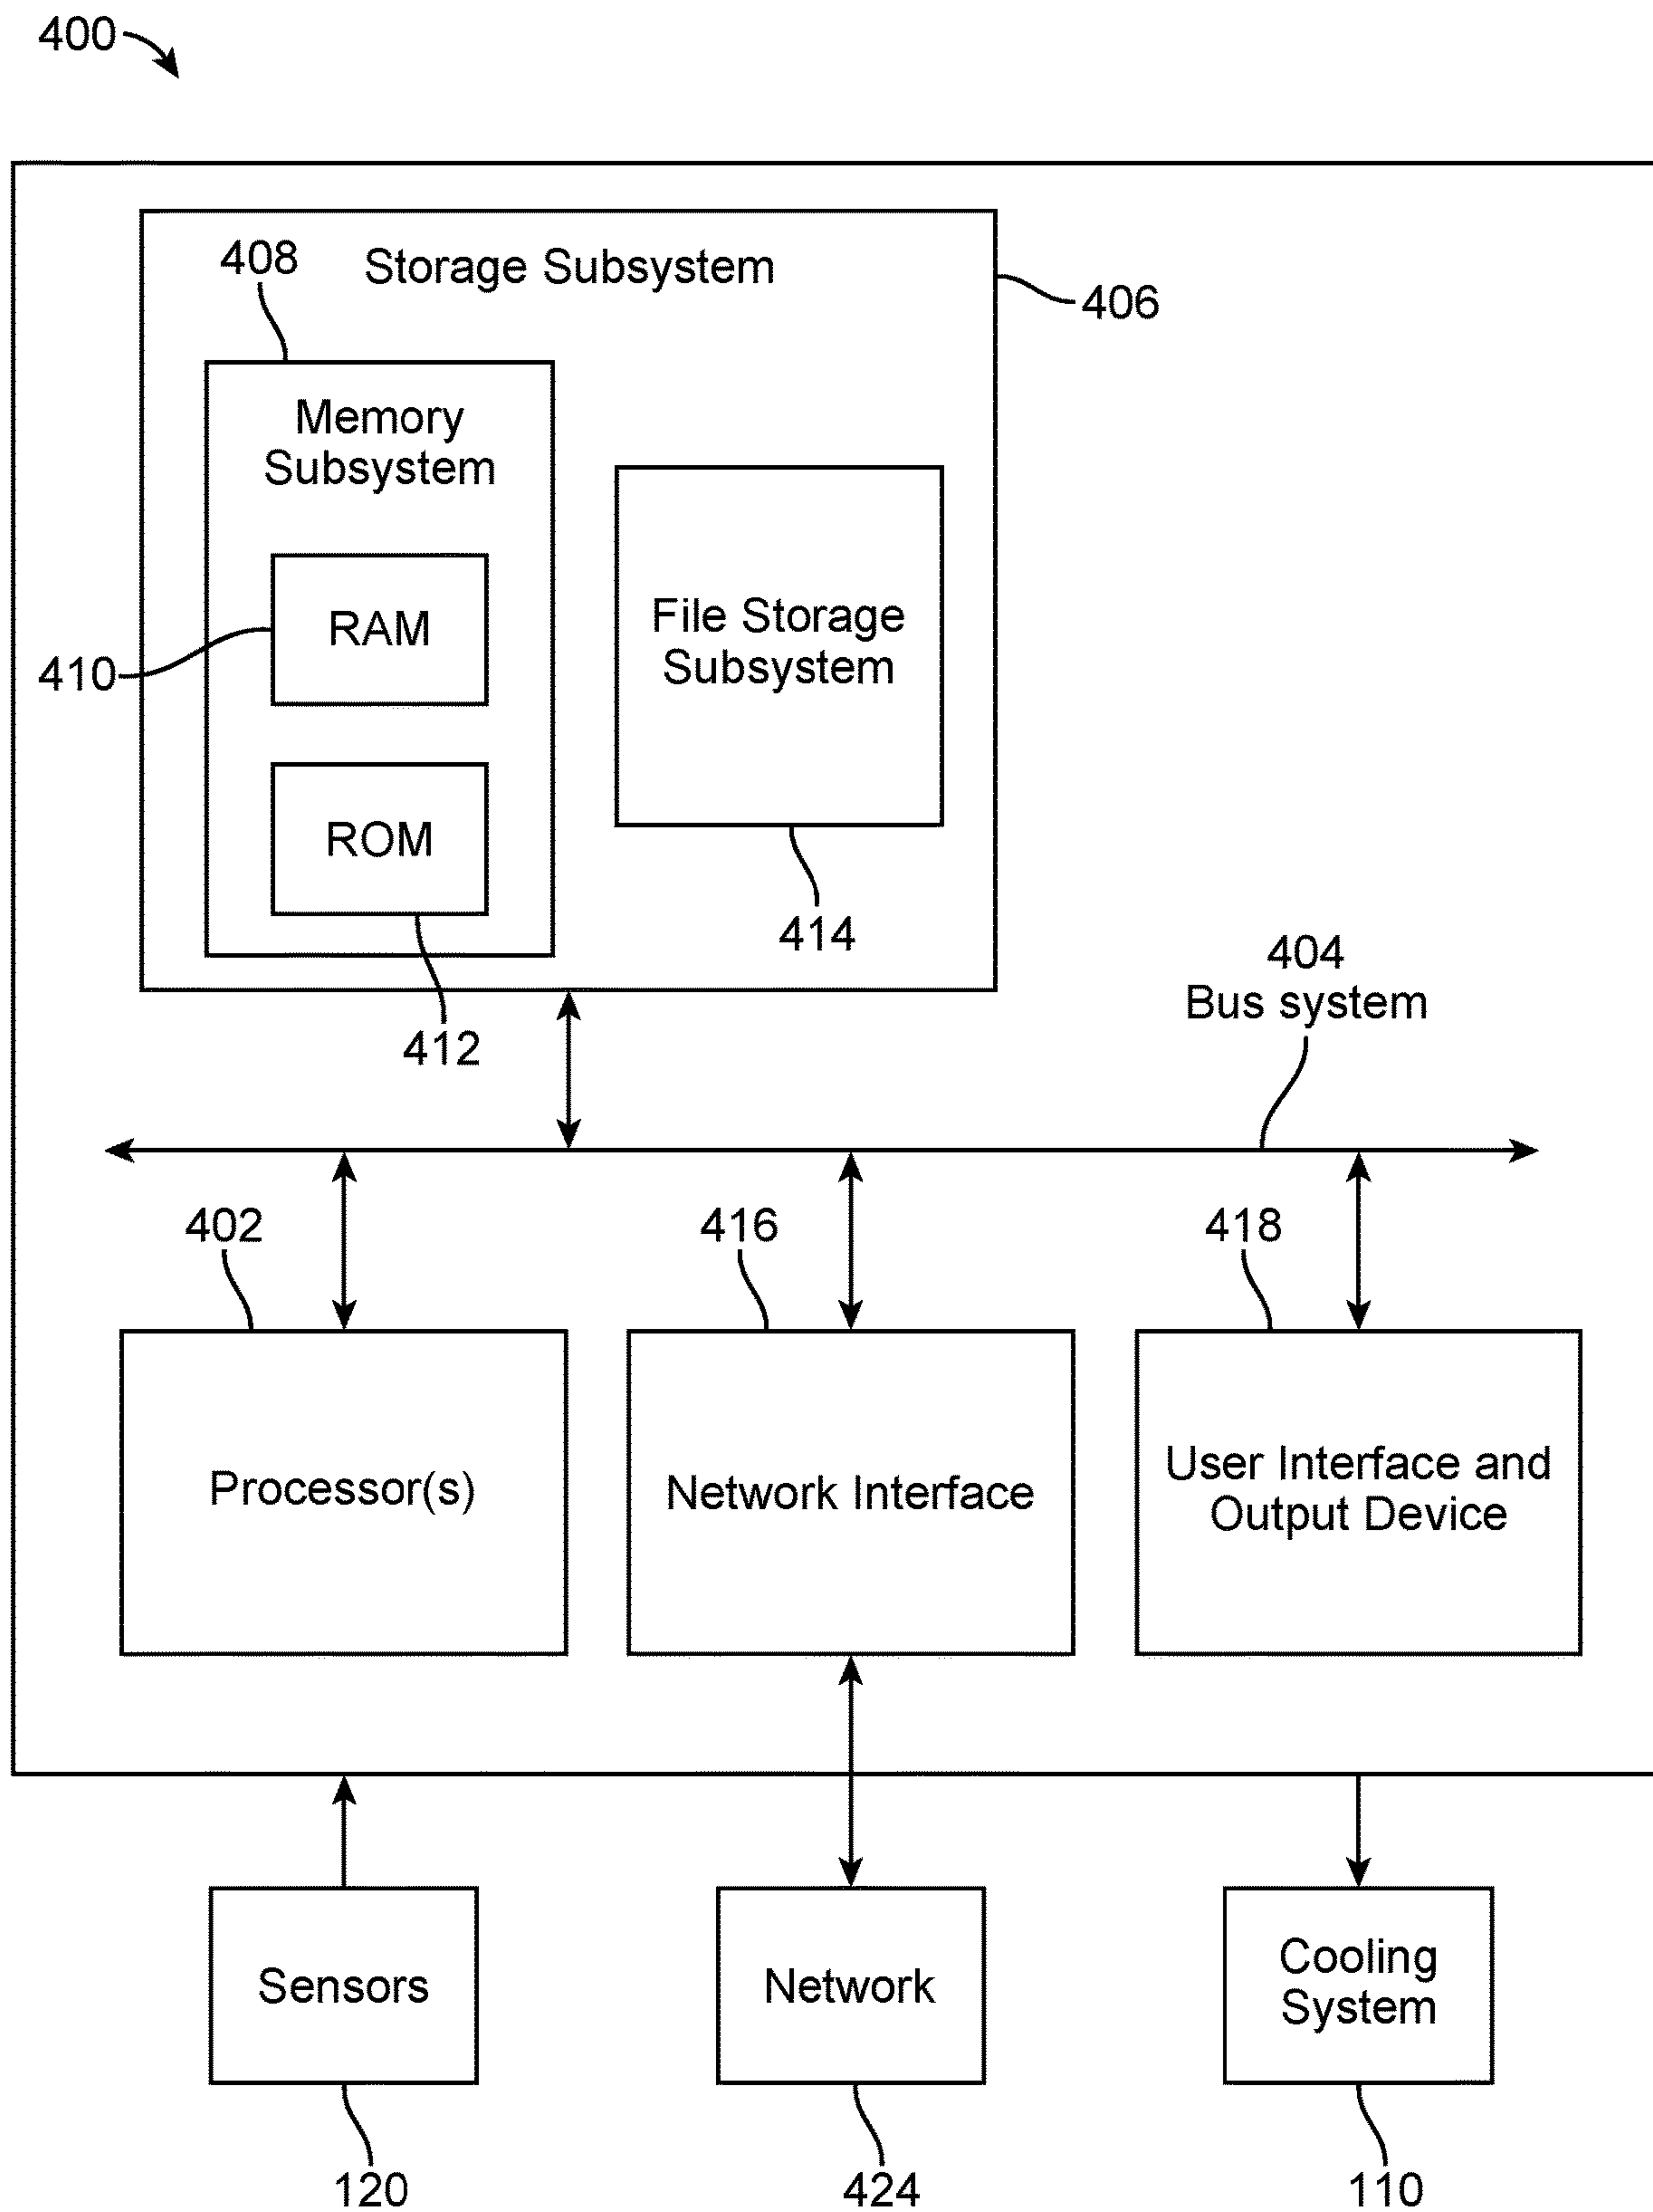 400
408
Storage Subsystem
406
Memory
Subsystem
RAM
410
File Storage
Subsystem
ROM
414
412
404
Bus system
402
416
418
Processor(s)
Network Interface
User Interface and
Output Device
Sensors
Network
Cooling
System
120
424
110